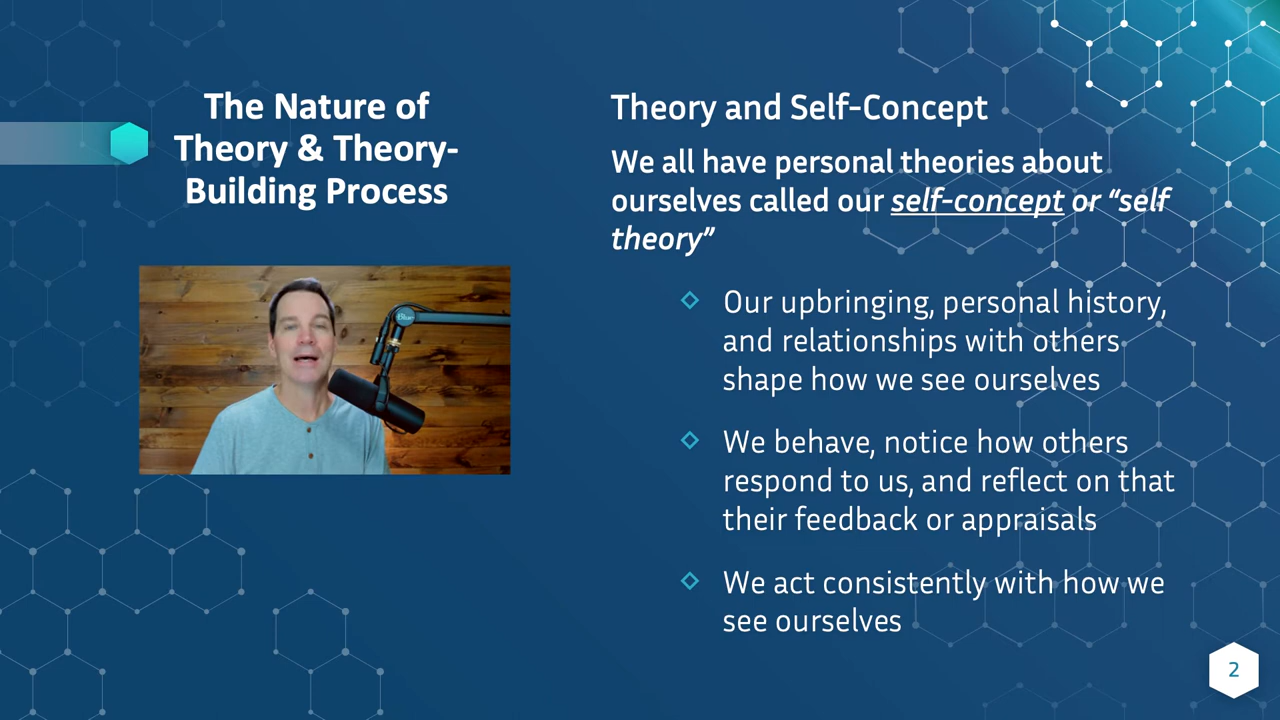 The Nature of
Theory & Theory-
Building Process
Theory and Self-Concept
We all have personal theories about
ourselves called our self-concept or “self
theory”
Our upbringing, personal history,
and relationships with others
shape how we see ourselves
We behave, notice how others
respond to us, and reflect on that
their feedback or appraisals
We act consistently with how we
see ourselves
Blue
2